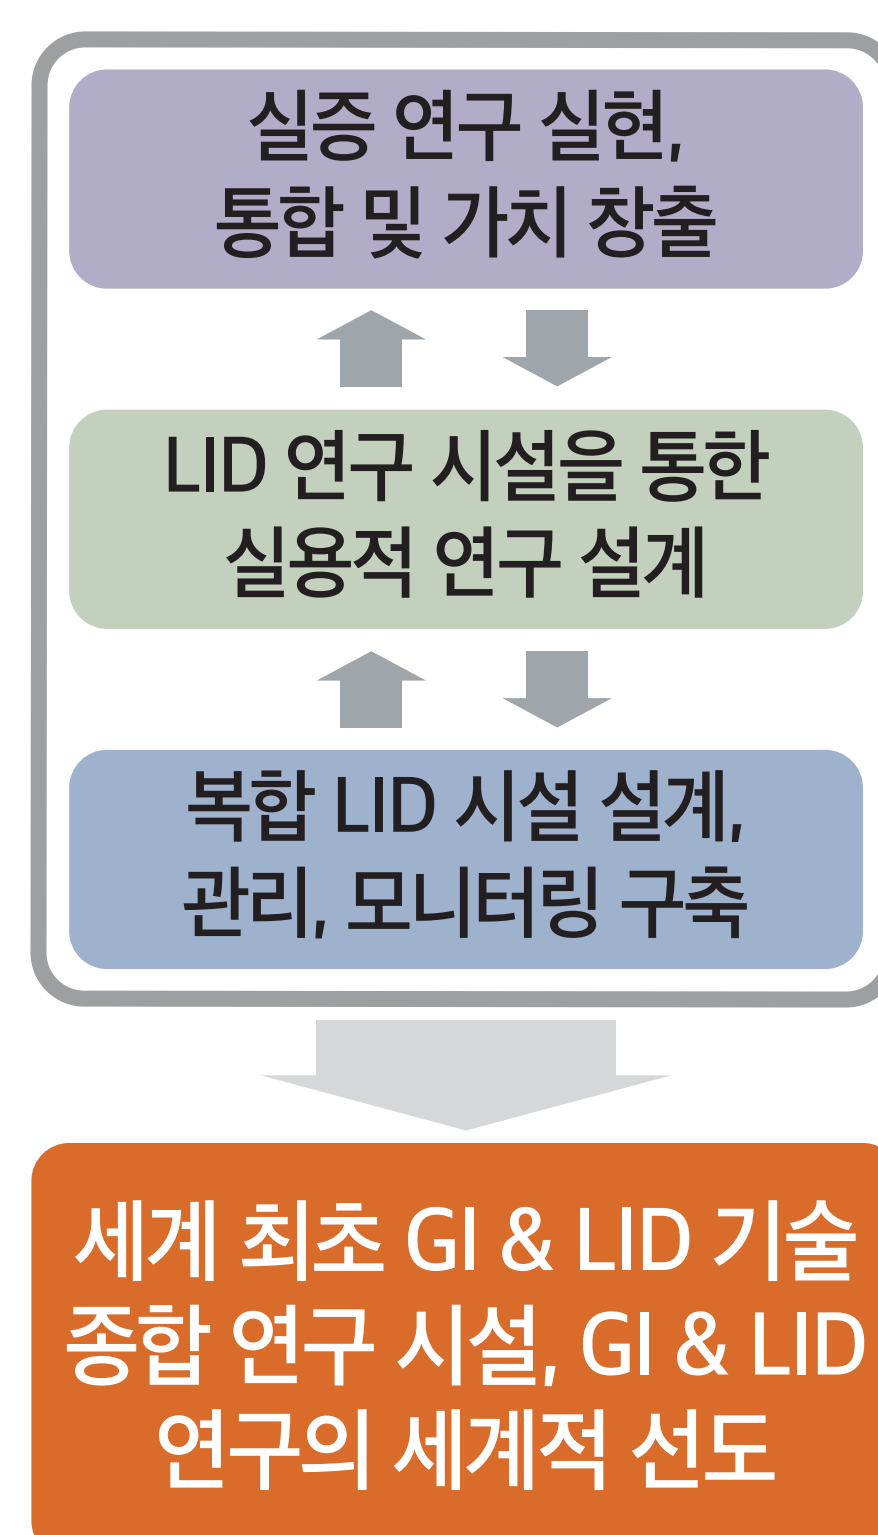 실증 연구 실현,
통합 및 가치 창출
LID 연구 시설을 통한
실용적 연구 설계
복합 LID 시설 설계,
관리, 모니터링 구축
세계 최초 GI & LID 기술
종합 연구 시설, GI & LID
연구의 세계적 선도